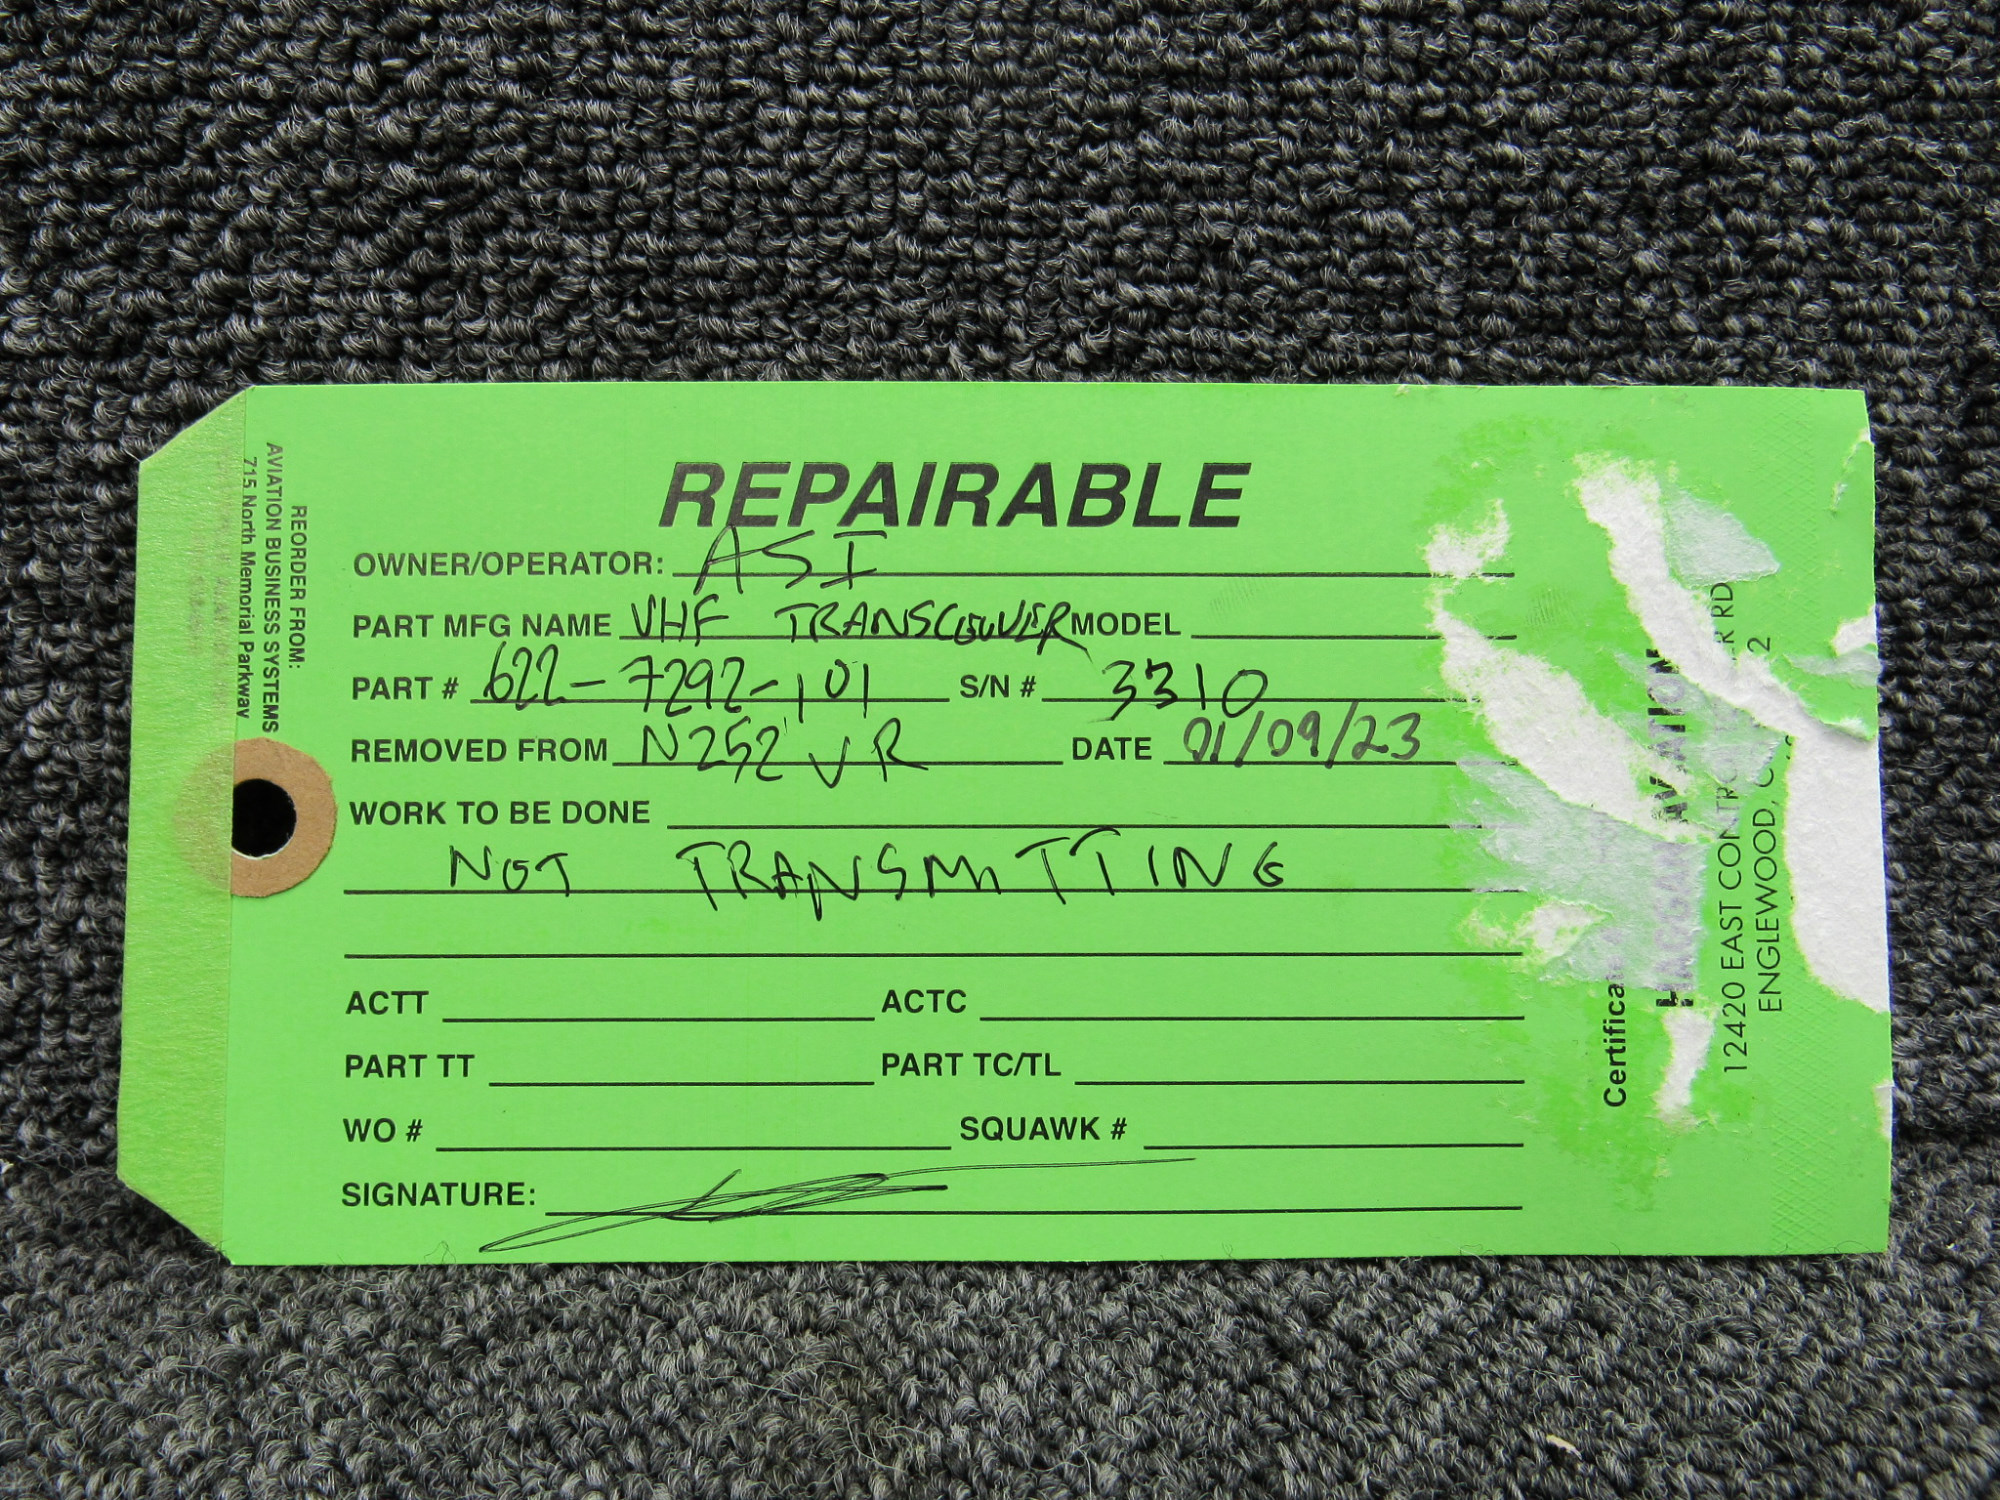 REPAIRABLE
OWNER/OPERATOR: ASI
PART MFG NAME VHF TRANSCEIVER MODEL
PART # 622-7292-101 S/N # 3310
REMOVED FROM N252VR DATE 01/09/23
WORK TO BE DONE
NOT TRANSMITTING
ACTT ACTC
PART TT PART TC/TL
WO # SQUAWK #
SIGNATURE:
REORDER FROM:
AVIATION BUSINESS SYSTEMS
715 North Memorial Parkway
AVIATION
12420 EAST RD
ENGLEWOOD,